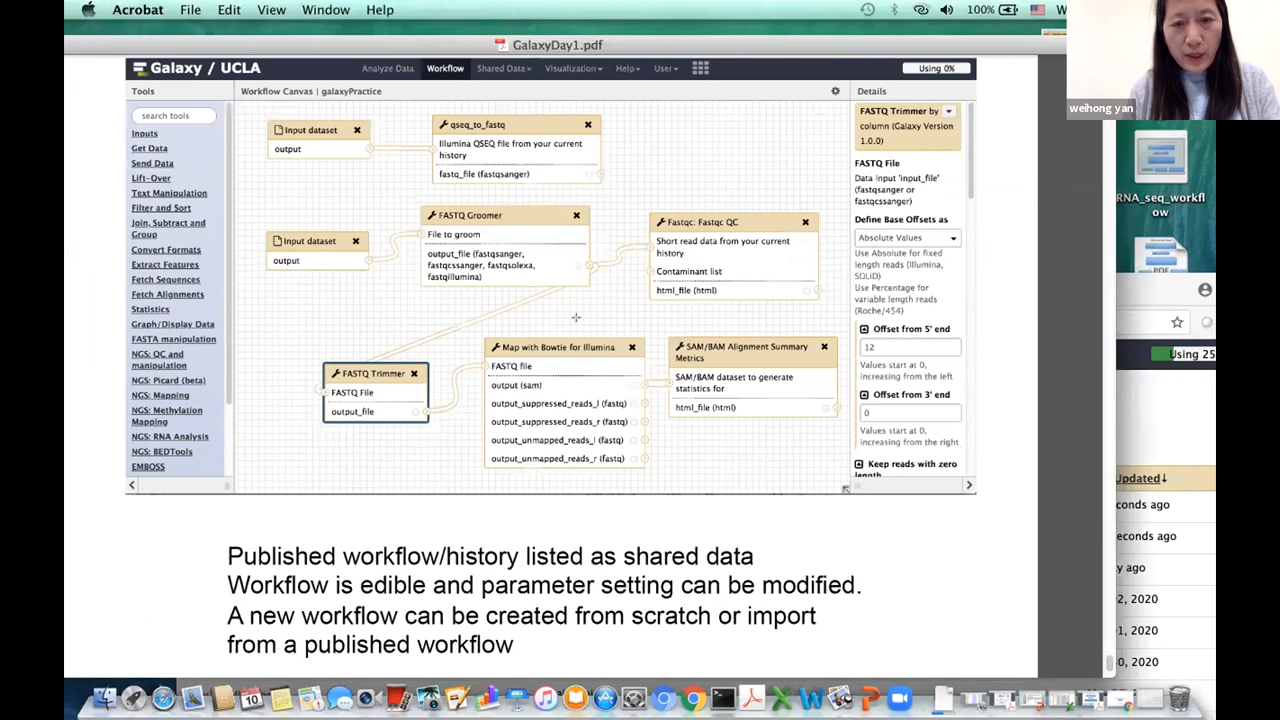 Acrobat File Edit View Window Help
100%
GalaxyDay1.pdf
weihong yan
Galaxy / UCLA
Analyze Data Workflow Shared Data Visualization Help User
Using 0%
Tools
Workflow Canvas | galaxyPractice
Details
search tools
Inputs
Get Data
Send Data
Lift-Over
Text Manipulation
Filter and Sort
Join, Subtract and
Group
Convert Formats
Extract Features
Fetch Sequences
Fetch Alignments
Statistics
Graph/Display Data
FASTA manipulation
NGS: QC and
manipulation
NGS: Picard (beta)
NGS: Mapping
NGS: Methylation
Mapping
NGS: RNA Analysis
NGS: BEDTools
EMBOSS
Input dataset
output
qseq_to_fastq
Illumina QSEQ file from your current
history
fastq_file (fastqsanger)
Input dataset
output
FASTQ Groomer
File to groom
output_file (fastqsanger,
fastqcssanger, fastqsolexa,
fastqillumina)
Fastqc: Fastqc QC
Short read data from your current
history
Contaminant list
html_file (html)
FASTQ Trimmer
FASTQ File
output_file
Map with Bowtie for Illumina
FASTQ file
output (sam)
output_suppressed_reads_l (fastq)
output_suppressed_reads_r (fastq)
output_unmapped_reads_l (fastq)
output_unmapped_reads_r (fastq)
SAM/BAM Alignment Summary
Metrics
SAM/BAM dataset to generate
statistics for
html_file (html)
FASTQ Trimmer by
column (Galaxy Version
1.0.0)
FASTQ File
Data Input 'input_file'
(fastqsanger or
fastqcssanger)
Define Base Offsets as
Absolute Values
Use Absolute for fixed
length reads (Illumina,
SOLiD)
Use Percentage for
variable length reads
(Roche/454)
Offset from 5' end
12
Values start at 0,
increasing from the left
Offset from 3' end
0
Values start at 0,
increasing from the right
Keep reads with zero
length
Published workflow/history listed as shared data
Workflow is edible and parameter setting can be modified.
A new workflow can be created from scratch or import
from a published workflow
RNA_seq_workfl
ow
PDF
Using 25
Updated↓
conds ago
seconds ago
y ago
2, 2020
1, 2020
0, 2020
10